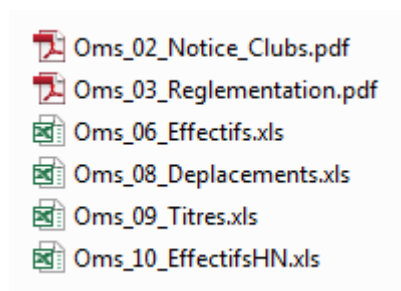 Oms_02_Notice_Clubs.pdf
Oms_03_Reglementation.pdf
Oms_06_Effectifs.xls
Oms_08_Deplacements.xls
Oms_09_Titres.xls
Oms_10_EffectifsHN.xls